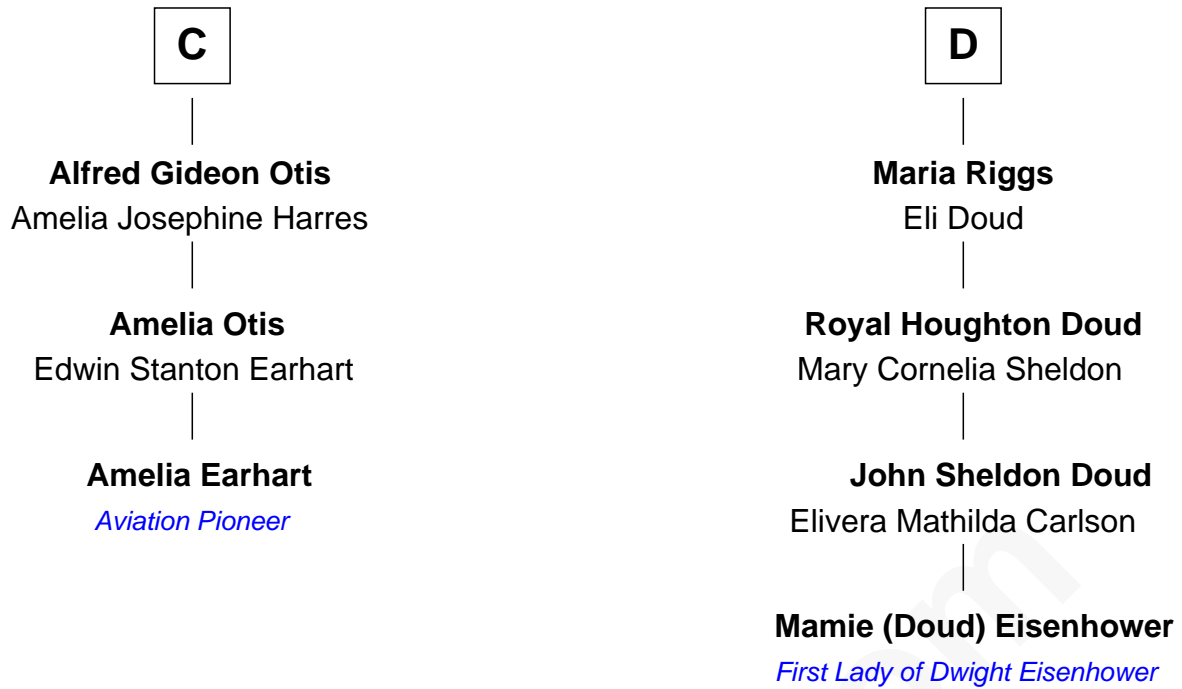 C
Alfred Gideon Otis
Amelia Josephine Harres
Amelia Otis
Edwin Stanton Earhart
Amelia Earhart
Aviation Pioneer
D
Maria Riggs
Eli Doud
Royal Houghton Doud
Mary Cornelia Sheldon
John Sheldon Doud
Elivera Mathilda Carlson
Mamie (Doud) Eisenhower
First Lady of Dwight Eisenhower